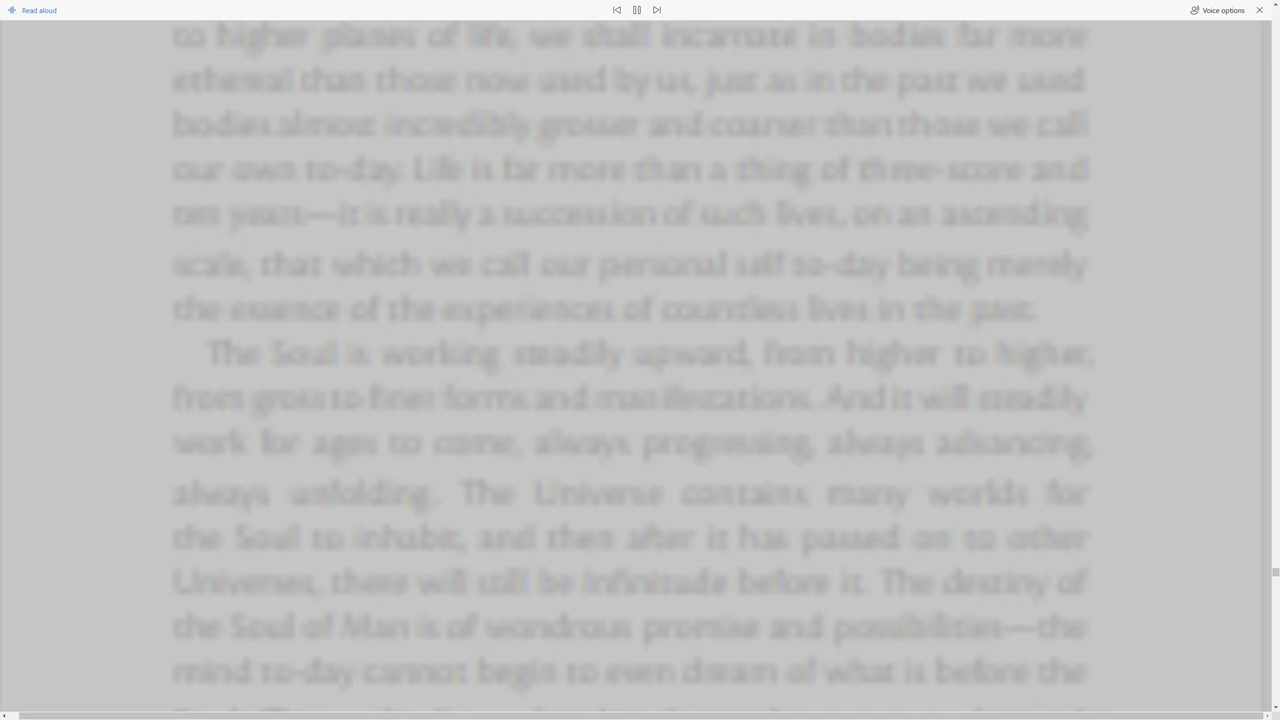 Read aloud
Voice options
to higher planes of life, we shall incarnate in bodies far more
ethereal than those now used by us, just as in the past we used
bodies almost incredibly grosser and coarser than those we call
our own to-day. Life is far more than a thing of three-score and
ten years—it is really a succession of such lives, on an ascending
scale, that which we call our personal self to-day being merely
the essence of the experiences of countless lives in the past.
The Soul is working steadily upward, from higher to higher,
from gross to finer forms and manifestations. And it will steadily
work for ages to come, always progressing, always advancing,
always unfolding. The Universe contains many worlds for
the Soul to inhabit, and then after it has passed on to other
Universes, there will still be Infinitude before it. The destiny of
the Soul of Man is of wondrous promise and possibilities—the
mind to-day cannot begin to even dream of what is before the